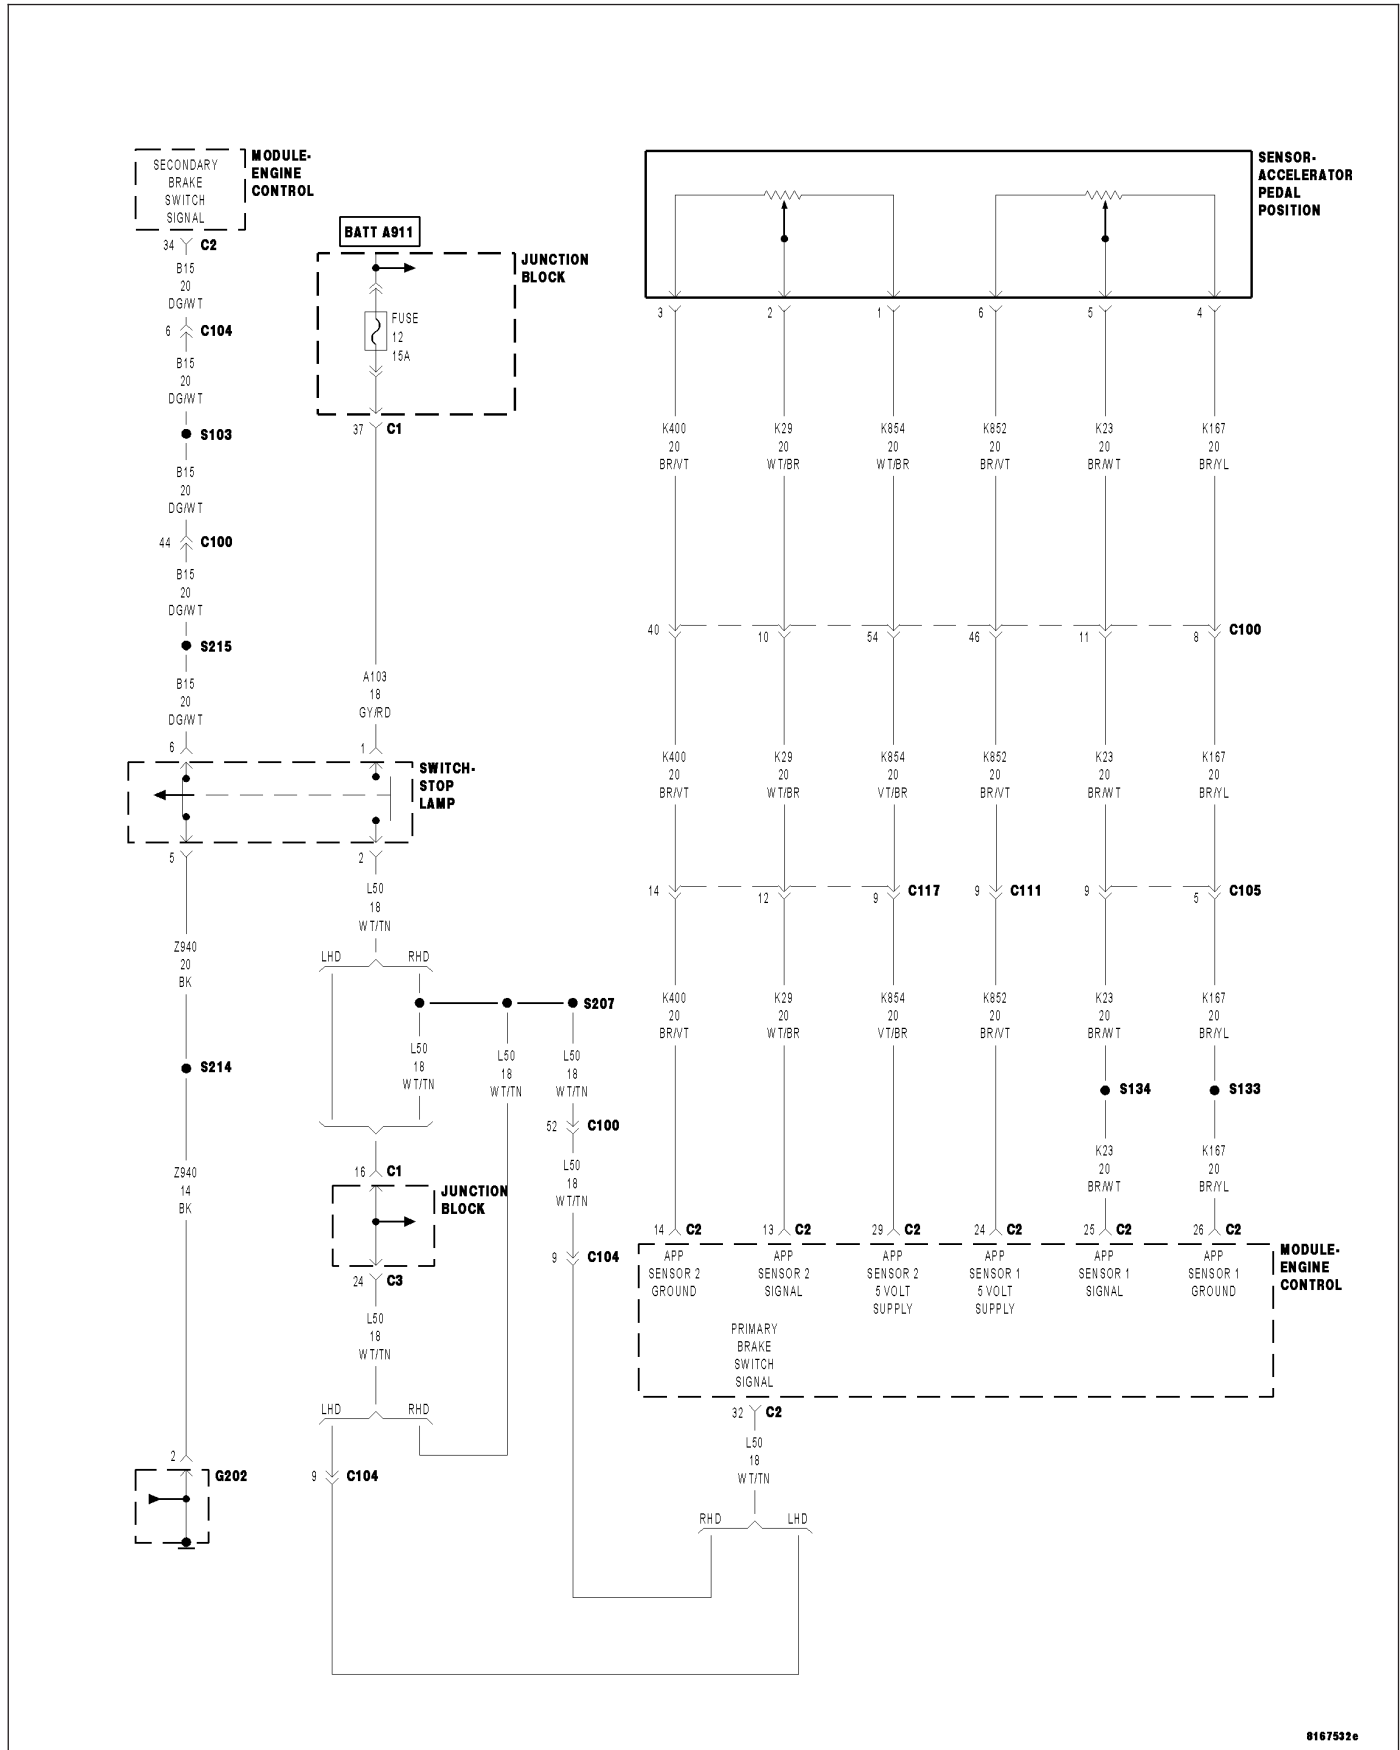 MODULE-
ENGINE
CONTROL
SECONDARY
BRAKE
SWITCH
SIGNAL
34 C2
B15
20
DG/WT
6 C104
B15
20
DG/WT
S103
B15
20
DG/WT
44 C100
B15
20
DG/WT
S215
B15
20
DG/WT
6
BATT A911
JUNCTION
BLOCK
FUSE
12
15A
37 C1
A103
18
GY/RD
1
SWITCH-
STOP
LAMP
5
Z940
20
BK
S214
Z940
14
BK
2
G202
2
L50
18
WT/TN
LHD RHD
S207
L50
18
WT/TN
L50
18
WT/TN
L50
18
WT/TN
52 C100
L50
18
WT/TN
9 C104
16 C1
JUNCTION
BLOCK
24 C3
L50
18
WT/TN
LHD RHD
9 C104
SENSOR-
ACCELERATOR
PEDAL
POSITION
3 2 1 6 5 4
K400 K29 K854 K852 K23 K167
20 20 20 20 20 20
BR/VT WT/BR WT/BR BR/VT BR/WT BR/YL
40 10 54 46 11 8 C100
K400 K29 K854 K852 K23 K167
20 20 20 20 20 20
BR/VT WT/BR VT/BR BR/VT BR/WT BR/YL
14 12 9 C117 9 C111 9 5 C105
K400 K29 K854 K852 K23 K167
20 20 20 20 20 20
BR/VT WT/BR VT/BR BR/VT BR/WT BR/YL
S134 S133
K23 K167
20 20
BR/WT BR/YL
14 C2 13 C2 29 C2 24 C2 25 C2 26 C2
MODULE-
ENGINE
CONTROL
APP APP APP APP APP APP
SENSOR 2 SENSOR 2 SENSOR 2 SENSOR 1 SENSOR 1 SENSOR 1
GROUND SIGNAL 5 VOLT 5 VOLT SIGNAL GROUND
SUPPLY SUPPLY
PRIMARY
BRAKE
SWITCH
SIGNAL
32 C2
L50
18
WT/TN
RHD LHD
8167532e